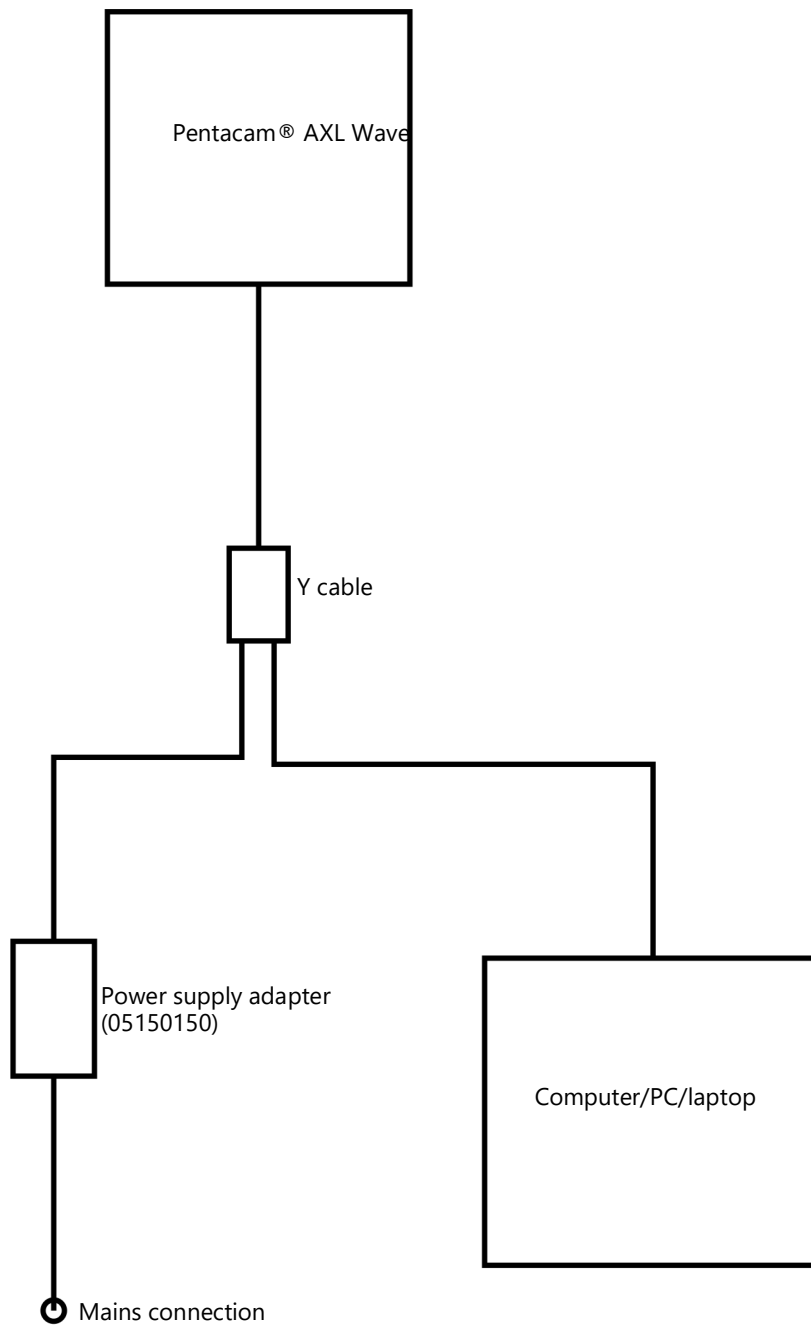 Pentacam® AXL Wave
Y cable
Power supply adapter
(05150150)
Computer/PC/laptop
Mains connection